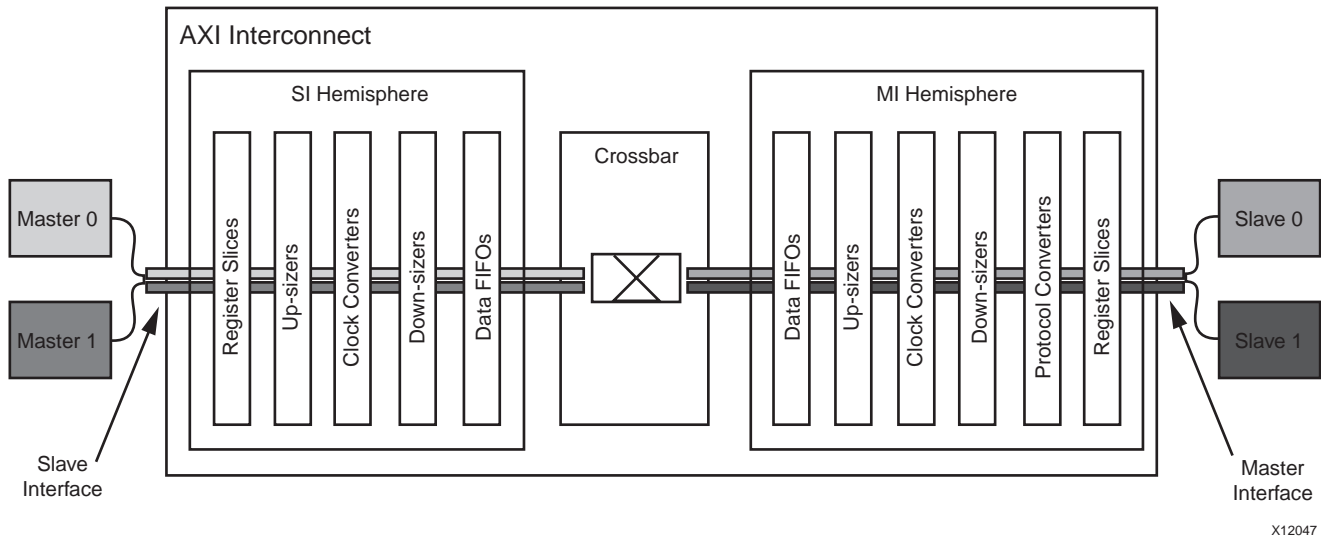 AXI Interconnect
SI Hemisphere
MI Hemisphere
Crossbar
Master 0
Master 1
Register Slices
Up-sizers
Clock Converters
Down-sizers
Data FIFOs
Data FIFOs
Up-sizers
Clock Converters
Down-sizers
Protocol Converters
Register Slices
Slave 0
Slave 1
Slave
Interface
Master
Interface
X12047